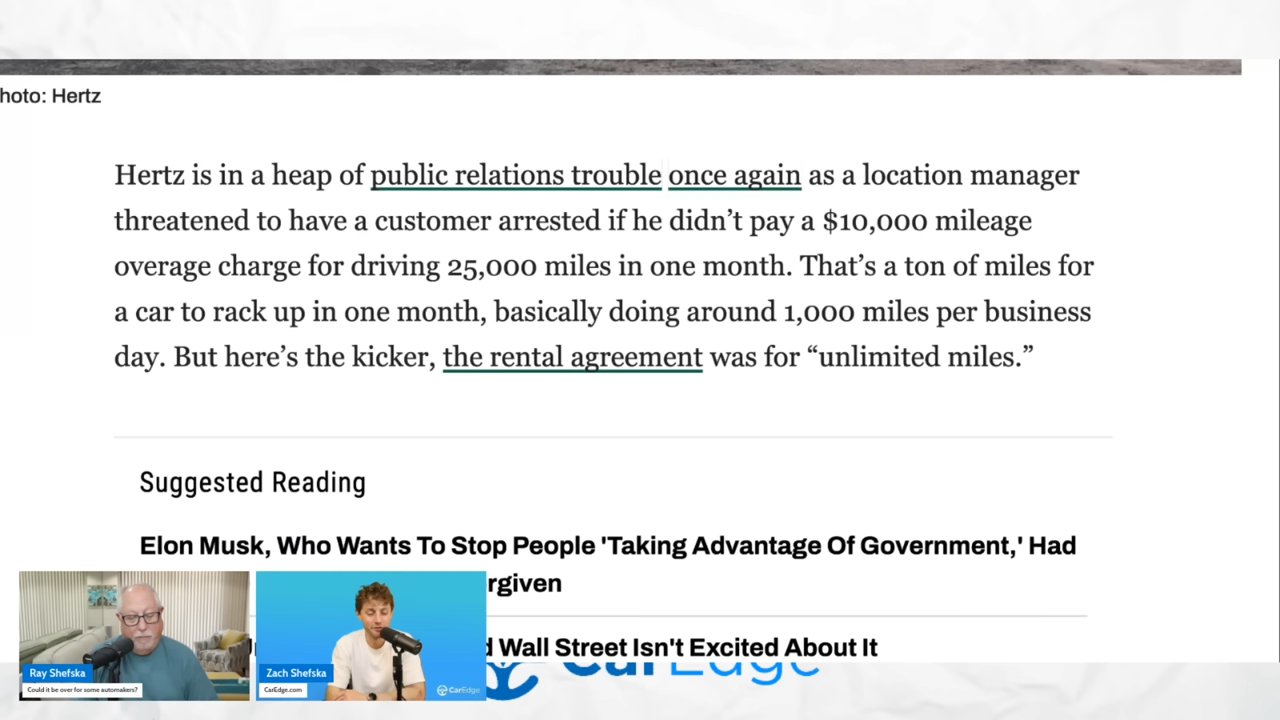 hoto: Hertz
Hertz is in a heap of public relations trouble once again as a location manager
threatened to have a customer arrested if he didn’t pay a $10,000 mileage
overage charge for driving 25,000 miles in one month. That’s a ton of miles for
a car to rack up in one month, basically doing around 1,000 miles per business
day. But here’s the kicker, the rental agreement was for “unlimited miles.”
Suggested Reading
Elon Musk, Who Wants To Stop People 'Taking Advantage Of Government,' Had
rgiven
d Wall Street Isn't Excited About It
CarEdge
Ray Shefska
Could it be over for some automakers?
Zach Shefska
CarEdge.com
CarEdge